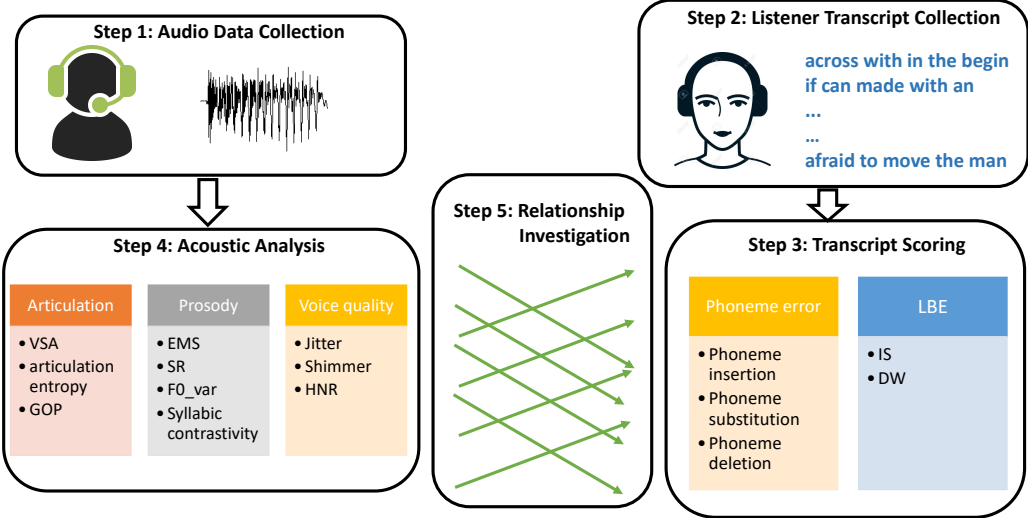 Step 1: Audio Data Collection
Step 2: Listener Transcript Collection
across with in the begin
if can made with an
...
...
afraid to move the man
Step 4: Acoustic Analysis
Articulation
• VSA
• articulation
entropy
• GOP
Prosody
• EMS
• SR
• F0_var
• Syllabic
contrastivity
Voice quality
• Jitter
• Shimmer
• HNR
Step 5: Relationship
Investigation
Step 3: Transcript Scoring
Phoneme error
• Phoneme
insertion
• Phoneme
substitution
• Phoneme
deletion
LBE
• IS
• DW